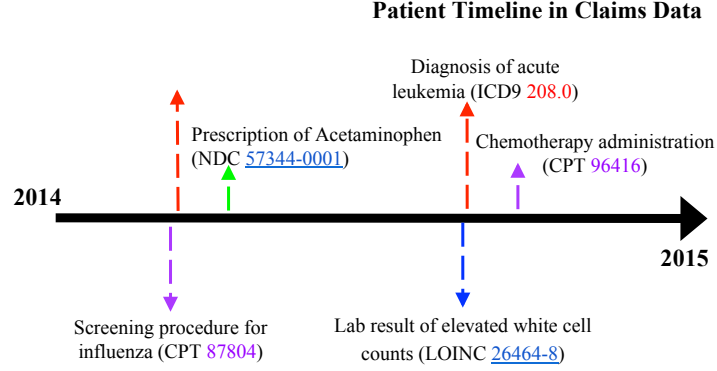 Patient Timeline in Claims Data
Diagnosis of acute
leukemia (ICD9 208.0)
Prescription of Acetaminophen
(NDC 57344-0001)
Chemotherapy administration
(CPT 96416)
2014
2015
Screening procedure for
influenza (CPT 87804)
Lab result of elevated white cell
counts (LOINC 26464-8)